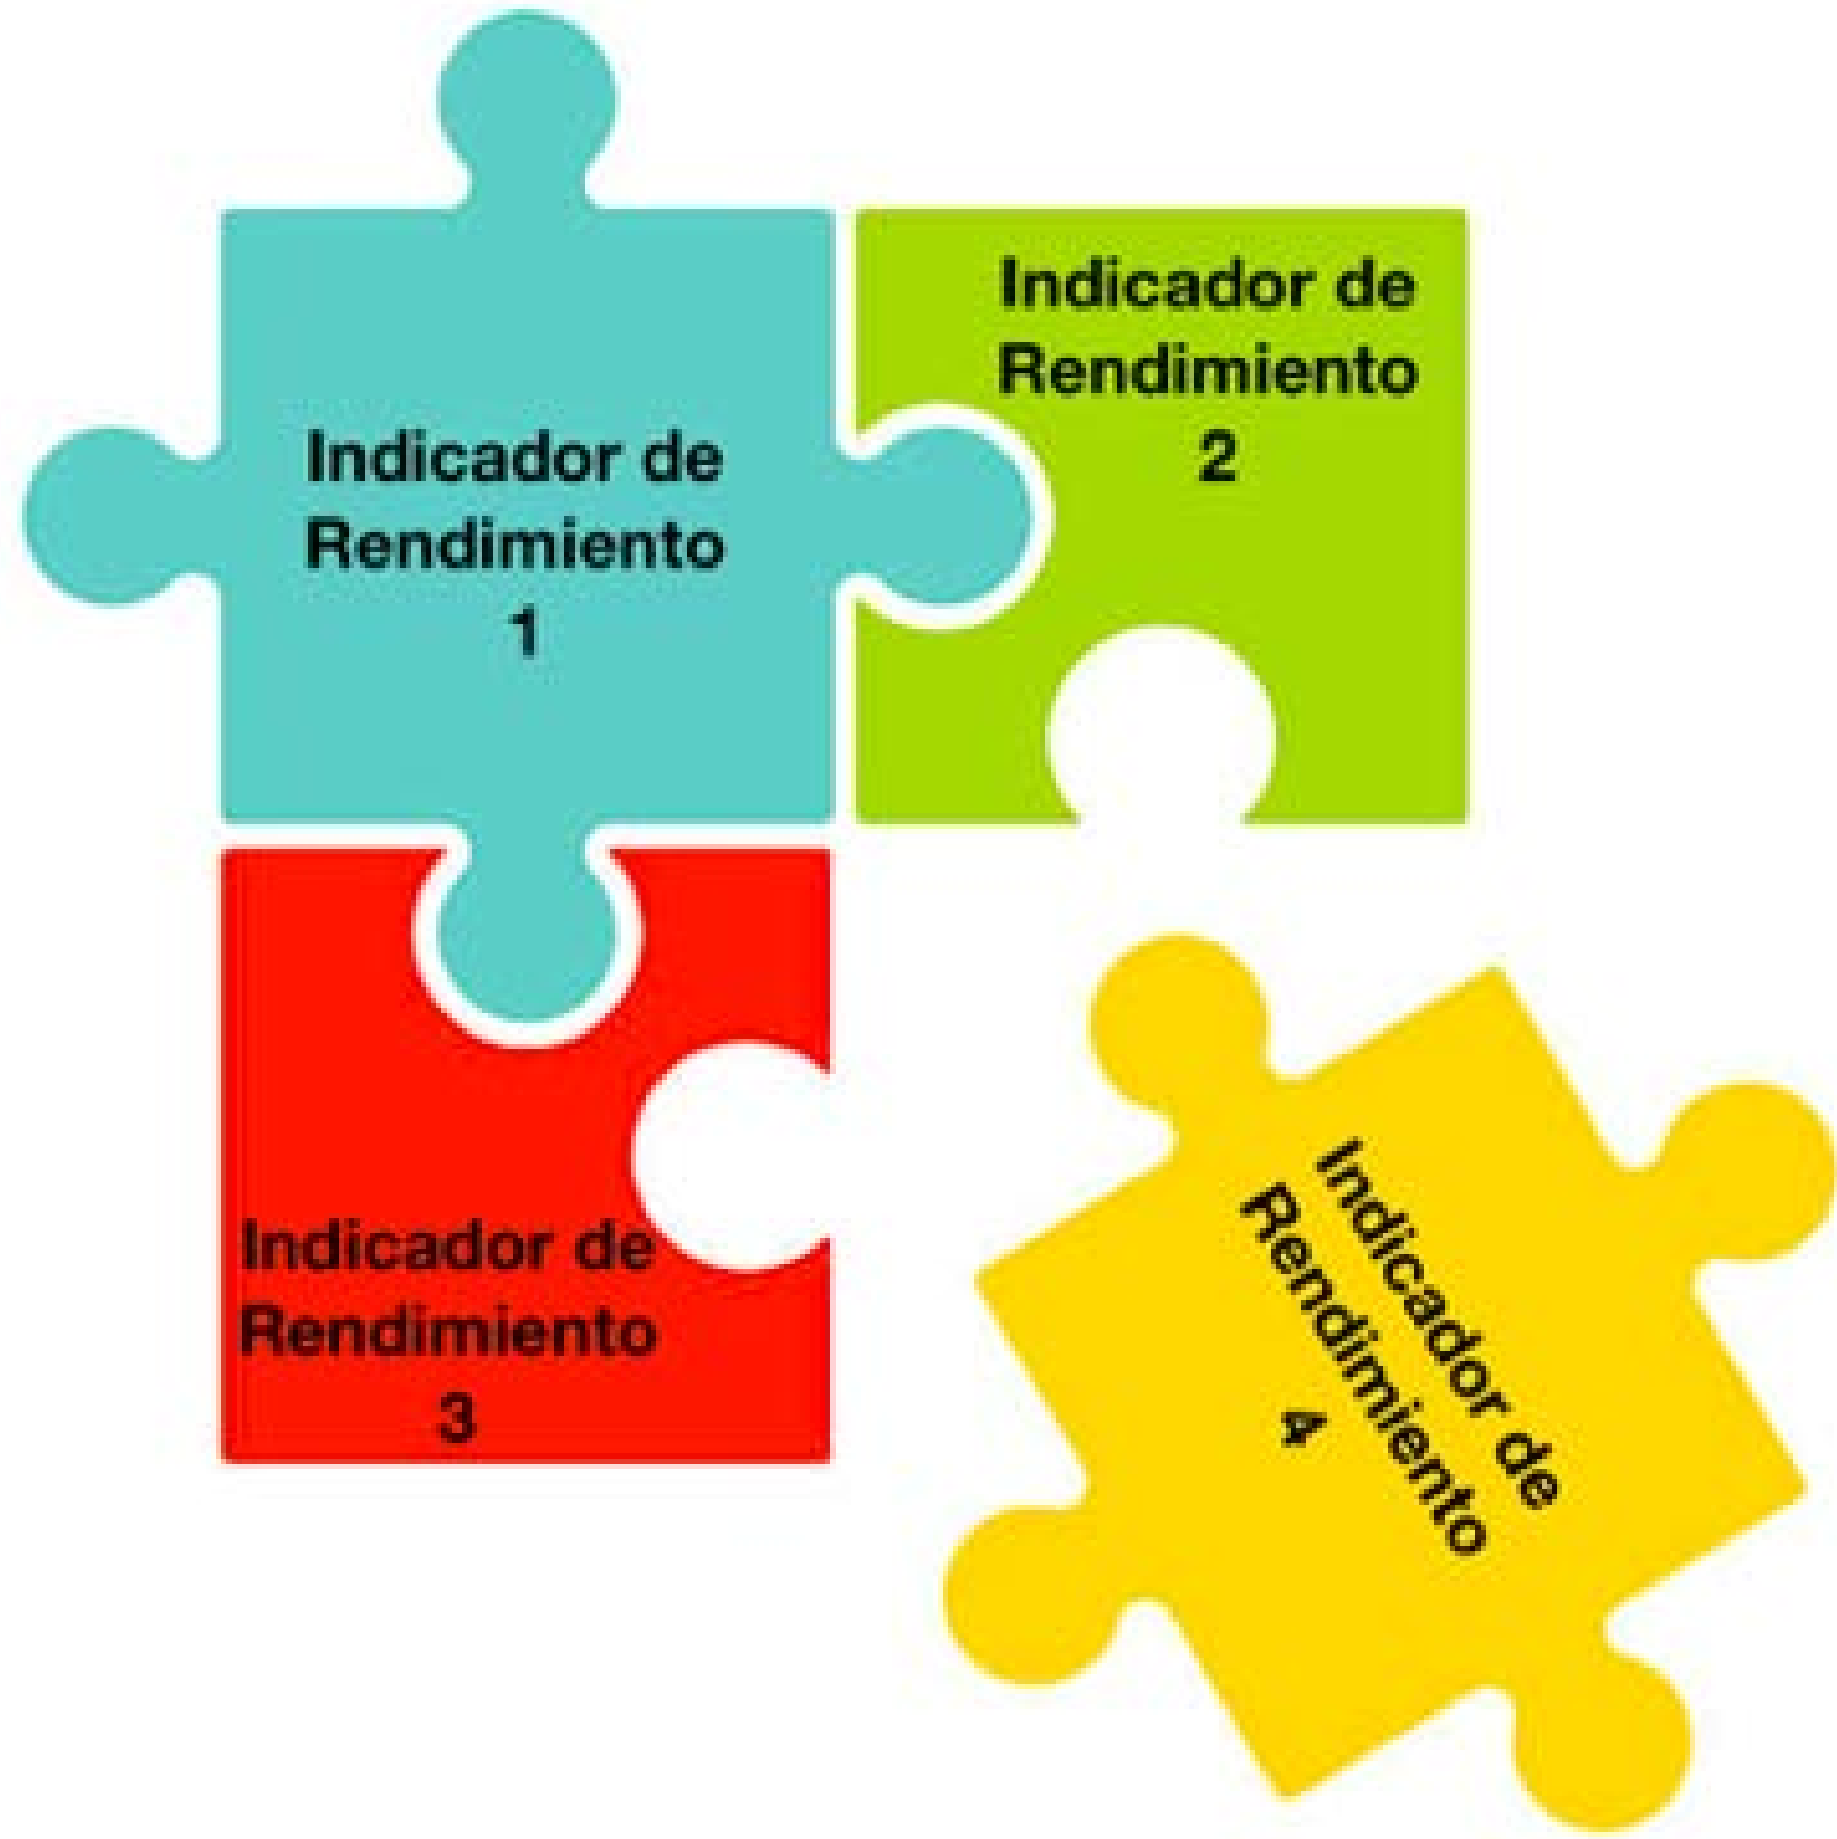 Indicador de
Rendimiento
1
Indicador de
Rendimiento
2
Indicador de
Rendimiento
3
Indicador de
Rendimiento
4